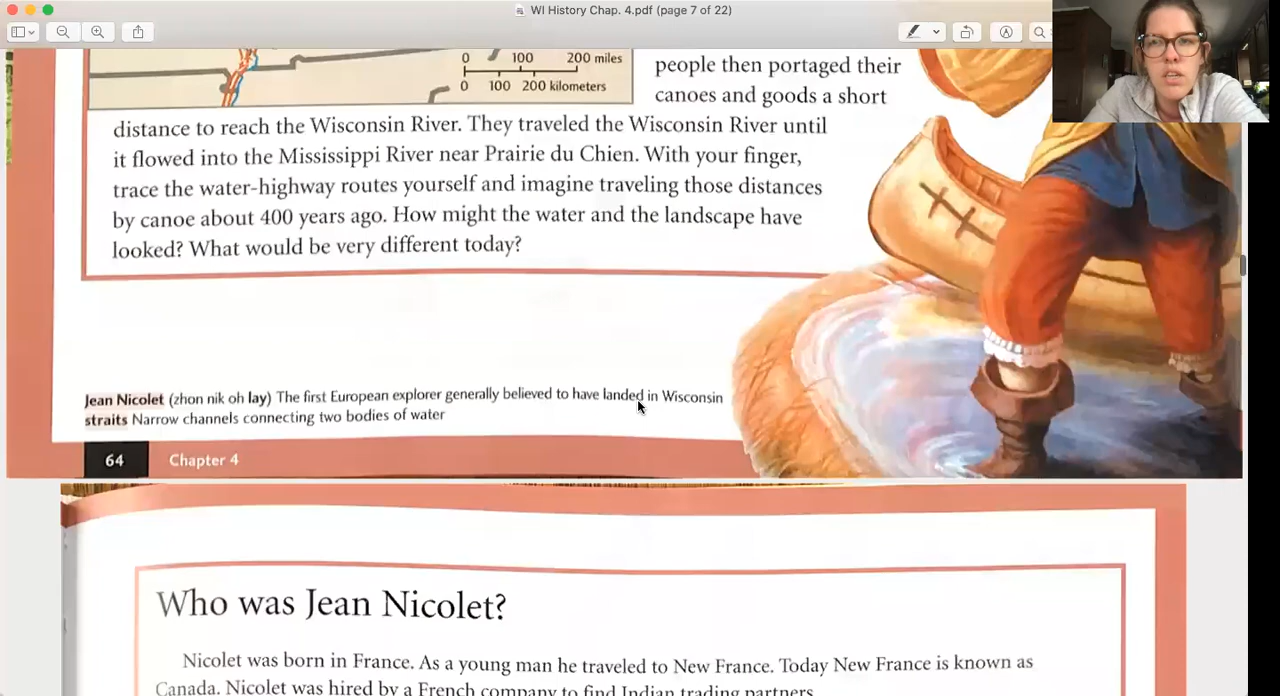 WI History Chap. 4.pdf (page 7 of 22)
0 100 200 miles
0 100 200 kilometers
people then portaged their
canoes and goods a short
distance to reach the Wisconsin River. They traveled the Wisconsin River until
it flowed into the Mississippi River near Prairie du Chien. With your finger,
trace the water-highway routes yourself and imagine traveling those distances
by canoe about 400 years ago. How might the water and the landscape have
looked? What would be very different today?
Jean Nicolet (zhon nik oh lay) The first European explorer generally believed to have landed in Wisconsin
straits Narrow channels connecting two bodies of water
64 Chapter 4
Who was Jean Nicolet?
Nicolet was born in France. As a young man he traveled to New France. Today New France is known as
Canada. Nicolet was hired by a French company to find Indian trading partners